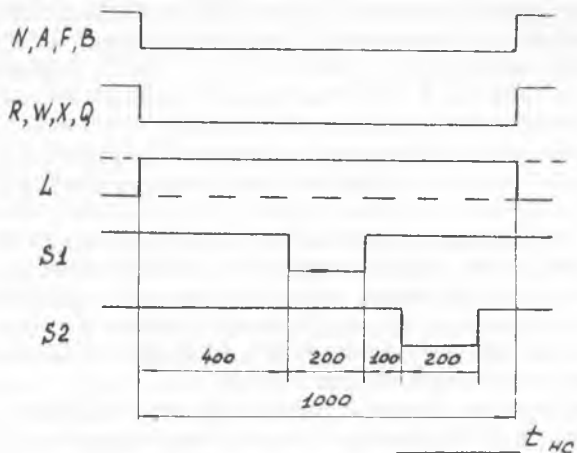 N, A, F, B
R, W, X, Q
L
S1
S2
400
200
100
200
1000
t нс